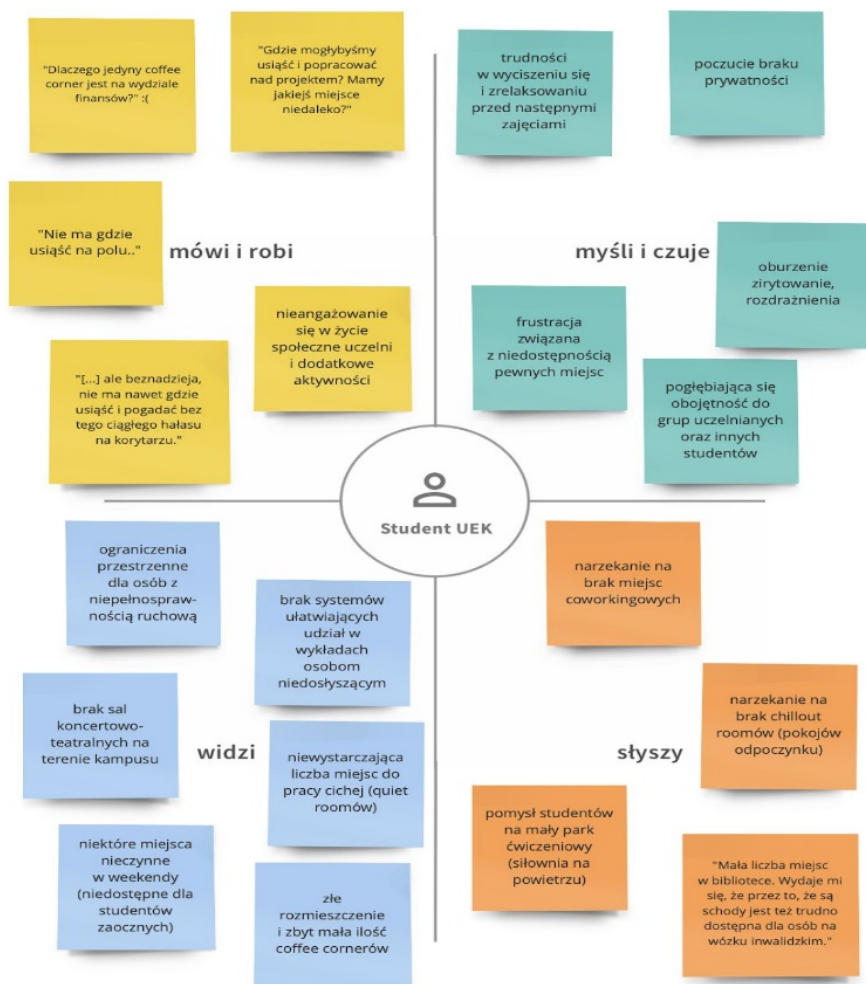 "Dlaczego jedyny coffee
corner jest na wydziale
finansów?" :(
"Gdzie mogłybyśmy
usiąść i popracować
nad projektem? Mamy
jakiejś miejsce
niedaleko?"
"Nie ma gdzie
usiąść na polu.."
mówi i robi
nieangażowanie
się w życie
społeczne uczelni
i dodatkowe
aktywności
"[...] ale beznadzieja,
nie ma nawet gdzie
usiąść i pogadać bez
tego ciągłego hałasu
na korytarzu."
trudności
w wyciszeniu się
i zrelaksowaniu
przed następnymi
zajęciami
poczucie braku
prywatności
myśli i czuje
oburzenie
zirytowanie,
rozdrażnienia
frustracja
związana
z niedostępnością
pewnych miejsc
pogłębiająca się
obojętność do
grup uczelnianych
oraz innych
studentów
Student UEK
ograniczenia
przestrzenne
dla osób z
niepełnospraw-
nością ruchową
brak systemów
ułatwiających
udział w
wykładach
osobom
niedosłyszącym
brak sal
koncertowo-
teatralnych na
terenie kampusu
widzi
niewystarczająca
liczba miejsc do
pracy cichej (quiet
roomów)
niektóre miejsca
nieczynne
w weekendy
(niedostępne dla
studentów
zaocznych)
złe
rozmieszczenie
i zbyt mała ilość
coffee cornerów
narzekanie na
brak miejsc
coworkingowych
narzekanie na
brak chillout
roomów (pokojów
odpoczynku)
słyszy
pomysł studentów
na mały park
ćwiczeniowy
(siłownia na
powietrzu)
"Mała liczba miejsc
w bibliotece. Wydaje mi
się, że przez to, że są
schody jest też trudno
dostępna dla osób na
wózku inwalidzkim."